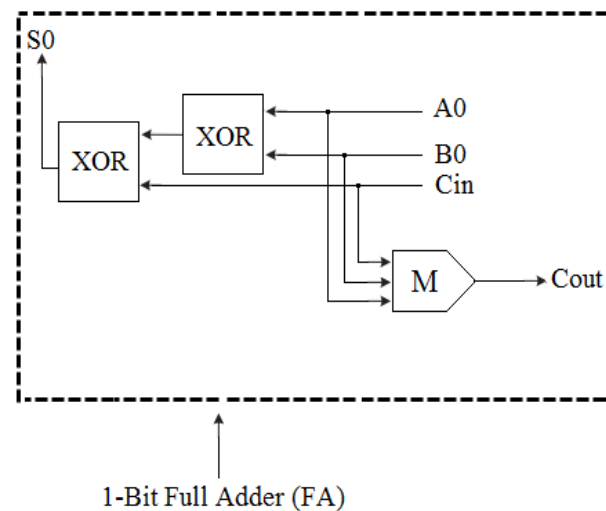 S0
A0
XOR
XOR
B0
Cin
M
Cout
1-Bit Full Adder (FA)